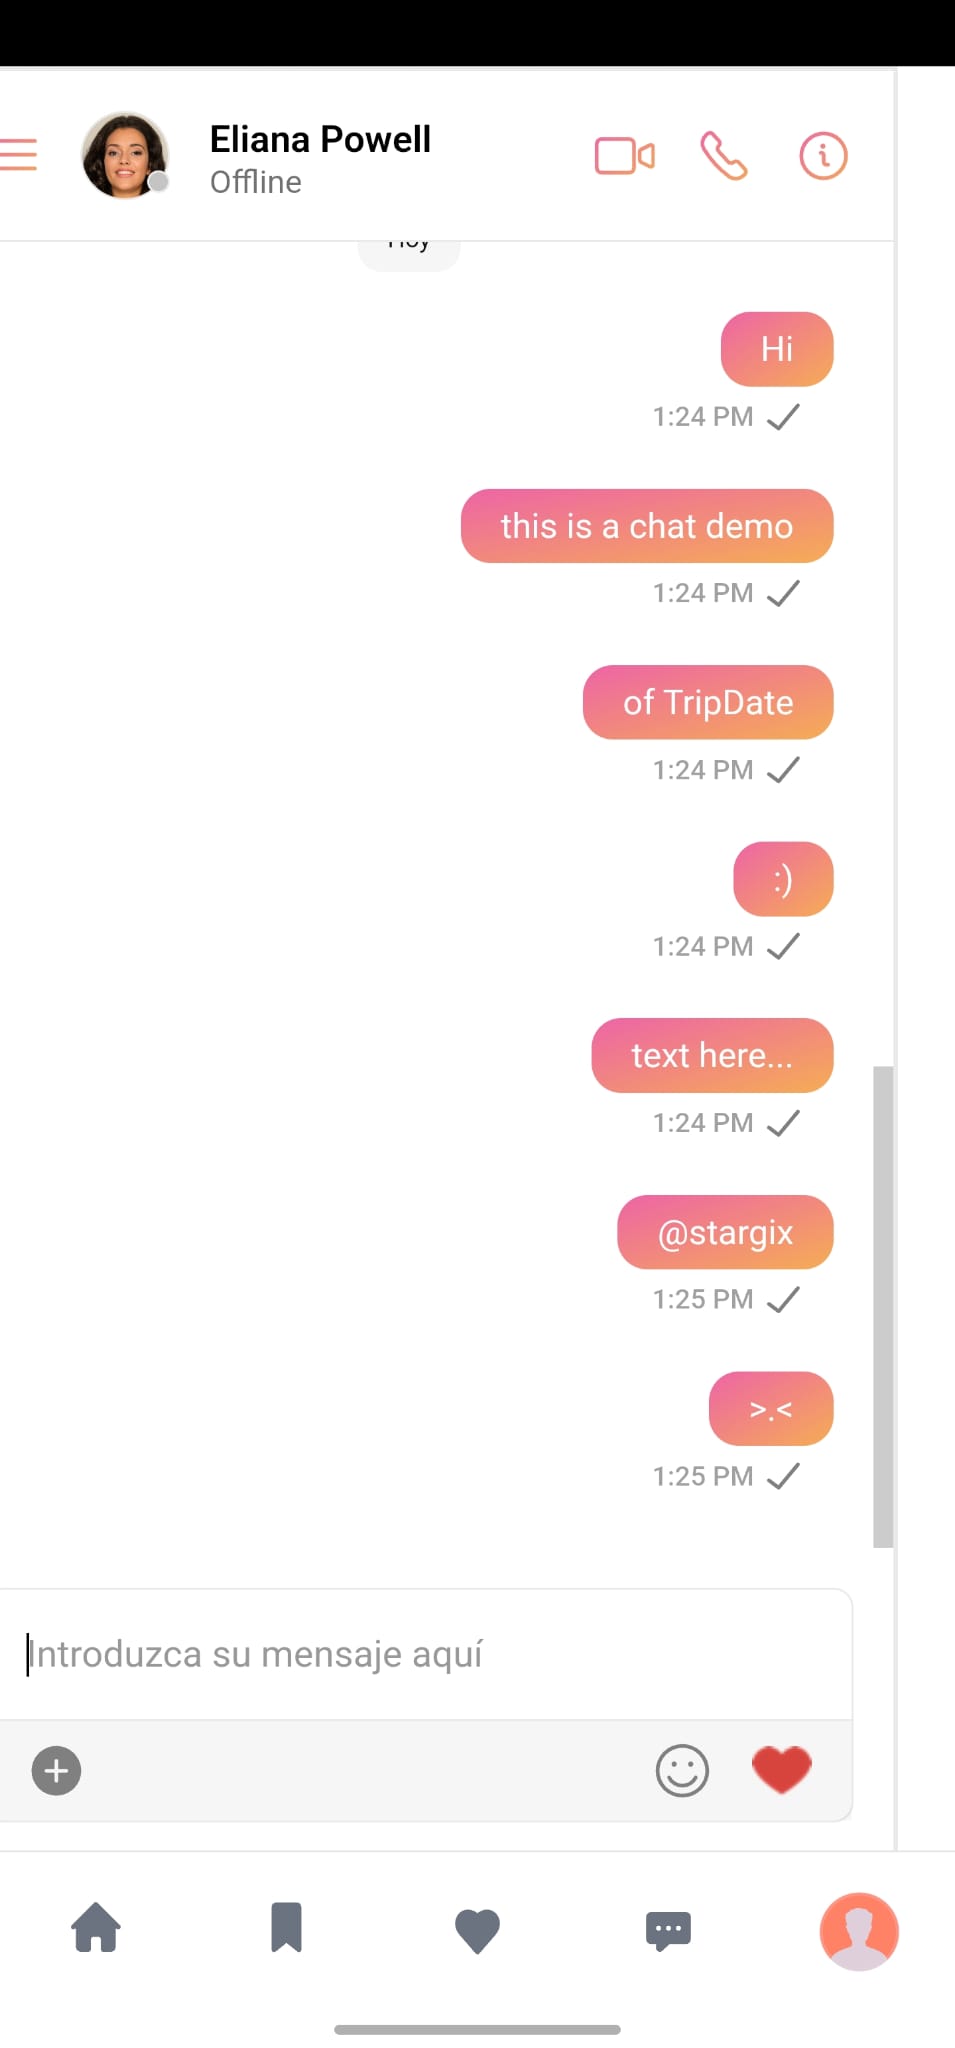 Eliana Powell
Offline
Hoy
Hi
1:24 PM
this is a chat demo
1:24 PM
of TripDate
1:24 PM
:)
1:24 PM
text here...
1:24 PM
@stargix
1:25 PM
>.<
1:25 PM
Introduzca su mensaje aquí